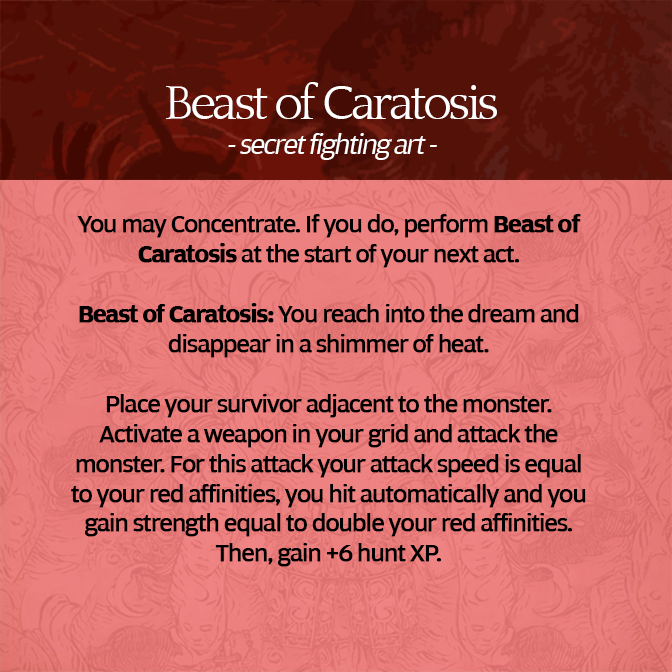 Beast of Caratosis
- secret fighting art -
You may Concentrate. If you do, perform Beast of
Caratosis at the start of your next act.
Beast of Caratosis: You reach into the dream and
disappear in a shimmer of heat.
Place your survivor adjacent to the monster.
Activate a weapon in your grid and attack the
monster. For this attack your attack speed is equal
to your red affinities, you hit automatically and you
gain strength equal to double your red affinities.
Then, gain +6 hunt XP.